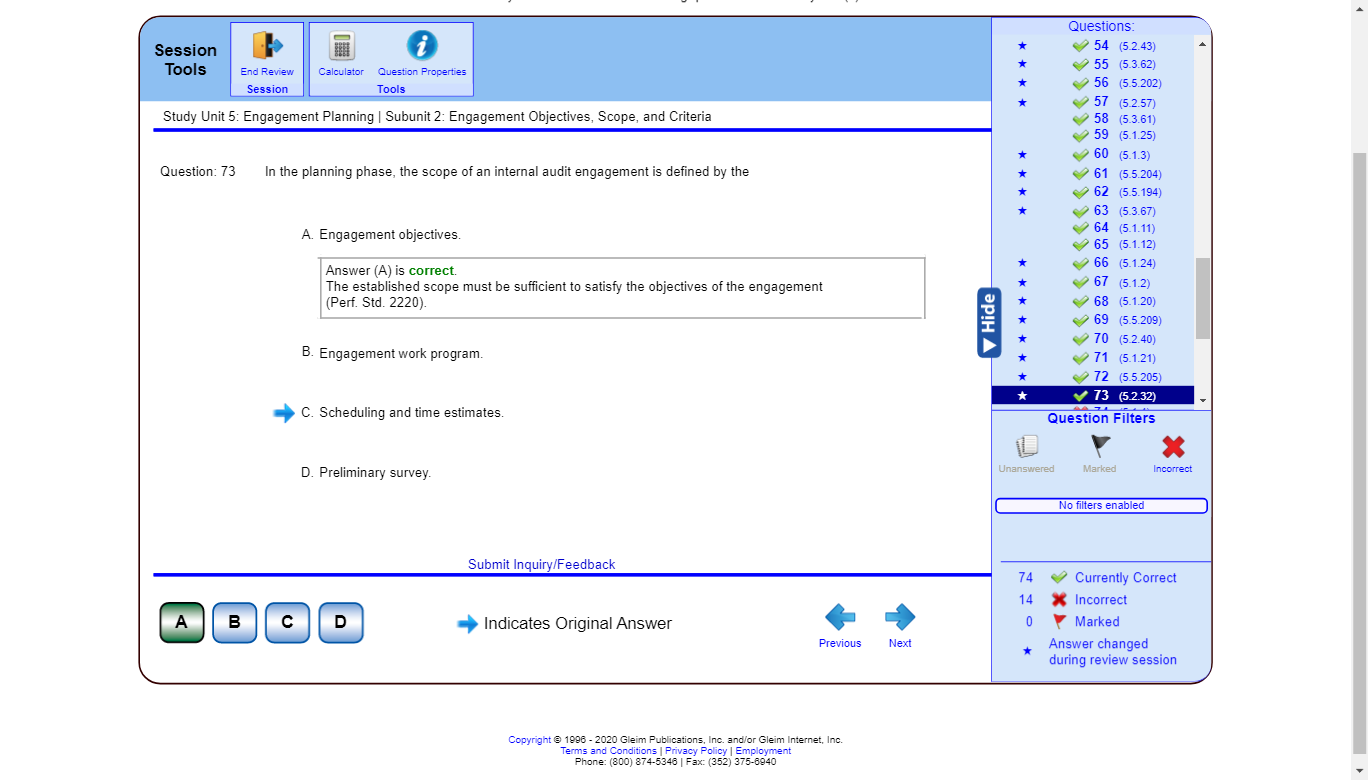 Session
Tools
End Review
Session
Calculator
Question Properties
Tools
Study Unit 5: Engagement Planning | Subunit 2: Engagement Objectives, Scope, and Criteria
Question: 73
In the planning phase, the scope of an internal audit engagement is defined by the
A. Engagement objectives.
Answer (A) is correct.
The established scope must be sufficient to satisfy the objectives of the engagement
(Perf. Std. 2220).
B. Engagement work program.
C. Scheduling and time estimates.
D. Preliminary survey.
Submit Inquiry/Feedback
A B C D
Indicates Original Answer
Previous
Next
Hide
Questions:
54 (5.2.43)
55 (5.3.62)
56 (5.5.202)
57 (5.2.57)
58 (5.3.61)
59 (5.1.25)
60 (5.1.3)
61 (5.5.204)
62 (5.5.194)
63 (5.3.67)
64 (5.1.11)
65 (5.1.12)
66 (5.1.24)
67 (5.1.2)
68 (5.1.20)
69 (5.5.209)
70 (5.2.40)
71 (5.1.21)
72 (5.5.205)
73 (5.2.32)
Question Filters
Unanswered
Marked
Incorrect
No filters enabled
74 Currently Correct
14 Incorrect
0 Marked
Answer changed
during review session
Copyright © 1996 - 2020 Gleim Publications, Inc. and/or Gleim Internet, Inc.
Terms and Conditions | Privacy Policy | Employment
Phone: (800) 874-5346 | Fax: (352) 375-6940